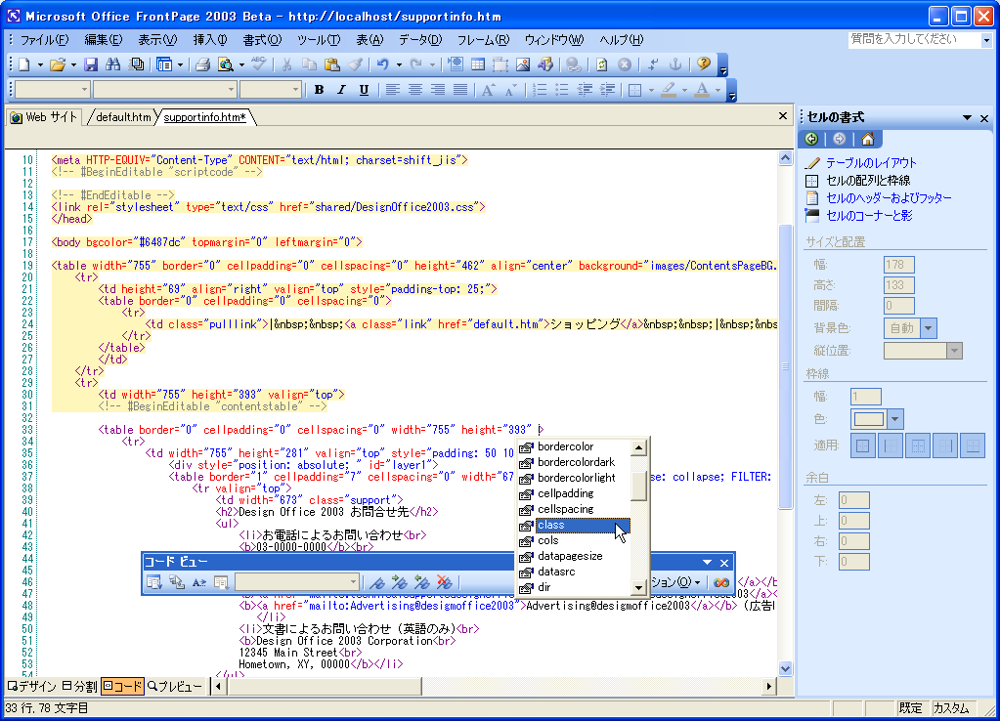 Microsoft Office FrontPage 2003 Beta - http://localhost/supportinfo.htm
ファイル(F) 編集(E) 表示(V) 挿入(I) 書式(O) ツール(T) 表(A) データ(D) フレーム(R) ウィンドウ(W) ヘルプ(H) 質問を入力してください
B I U
Web サイト default.htm supportinfo.htm*
10 <meta HTTP-EQUIV="Content-Type" CONTENT="text/html; charset=shift_jis">
11 <!-- #BeginEditable "scriptcode" -->
12
13 <!-- #EndEditable -->
14 <link rel="stylesheet" type="text/css" href="shared/DesignOffice2003.css">
15 </head>
16
17 <body bgcolor="#6487dc" topmargin="0" leftmargin="0">
18
19 <table width="755" border="0" cellpadding="0" cellspacing="0" height="462" align="center" background="images/ContentsPageBG.
20 <tr>
21 <td height="69" align="right" valign="top" style="padding-top: 25;">
22 <table border="0" cellpadding="0" cellspacing="0">
23 <tr>
24 <td class="pulllink">|&nbsp;&nbsp;<a class="link" href="default.htm">ショッピング</a>&nbsp;&nbsp;|&nbsp;&nbs
25 </tr>
26 </table>
27 </td>
28 </tr>
29 <tr>
30 <td width="755" height="393" valign="top">
31 <!-- #BeginEditable "contentstable" -->
32
33 <table border="0" cellpadding="0" cellspacing="0" width="755" height="393" >
34 <tr>
35 <td width="755" height="281" valign="top" style="padding: 50 10
36 <div style="position: absolute; " id="layer1">
37 <table border="1" cellpadding="7" cellspacing="0" width="67 se: collapse; FILTER:
38 <tr valign="top">
39 <td width="673" class="support">
40 <h2>Design Office 2003 お問合せ先</h2>
41 <ul>
42 <li>お電話によるお問い合わせ<br>
43 <b>03-0000-0000</b><br>
44
45
46 </a></b
47
48 <b><a href="mailto:Advertising@designoffice2003">Advertising@designoffice2003</a></b> (広告
49 </li>
50 <li>文書によるお問い合わせ (英語のみ)<br>
51 <b>Design Office 2003 Corporation<br>
52 12345 Main Street<br>
53 Hometown, XY, 00000</b></li>
54 </ul>
bordercolor
bordercolordark
bordercolorlight
cellpadding
cellspacing
class
cols
datapagesize
datasrc
dir
コード ビュー
ション(O)
セルの書式
テーブルのレイアウト
セルの配列と枠線
セルのヘッダーおよびフッター
セルのコーナーと影
サイズと配置
幅: 178
高さ: 133
間隔: 0
背景色: 自動
縦位置:
枠線
幅: 1
色:
適用:
余白
左: 0
上: 0
右: 0
下: 0
デザイン 分割 コード プレビュー
33 行, 78 文字目 既定 カスタム